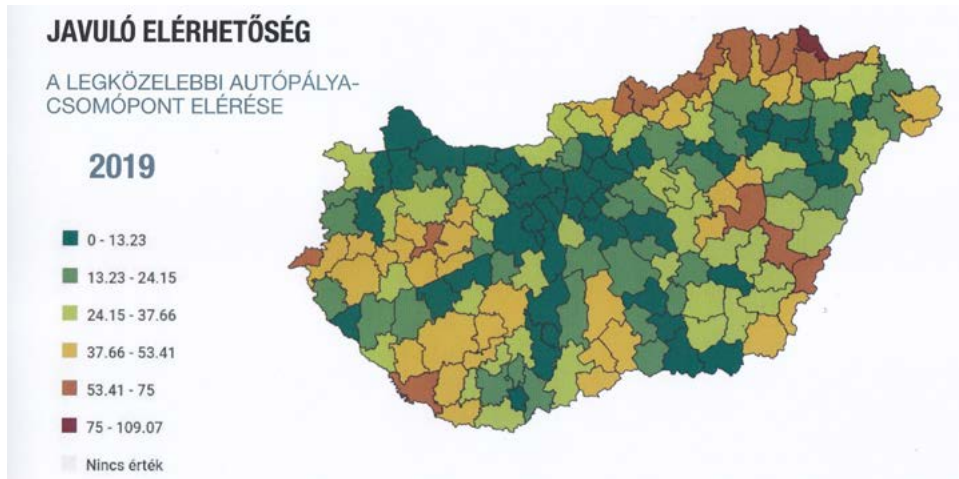 JAVULÓ ELÉRHETŐSÉG
A LEGKÖZELEBBI AUTÓPÁLYA-
CSOMÓPONT ELÉRÉSE
2019
0 - 13.23
13.23 - 24.15
24.15 - 37.66
37.66 - 53.41
53.41 - 75
75 - 109.07
Nincs érték